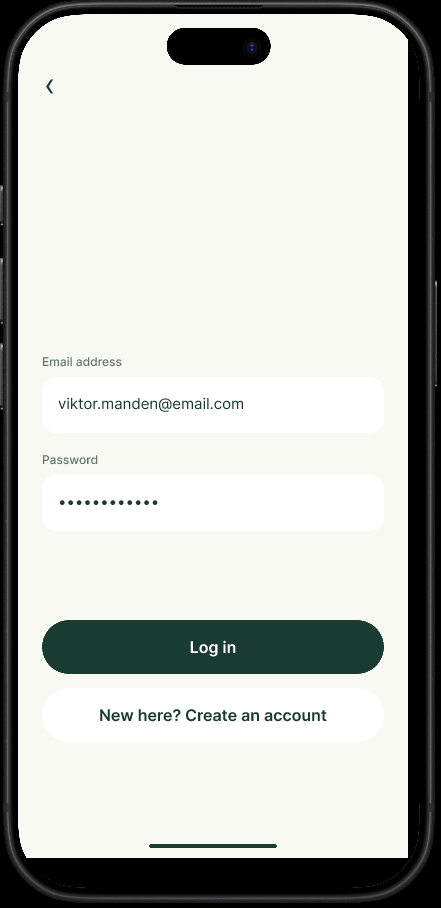 Email address
viktor.manden@email.com
Password
••••••••••••
Log in
New here? Create an account